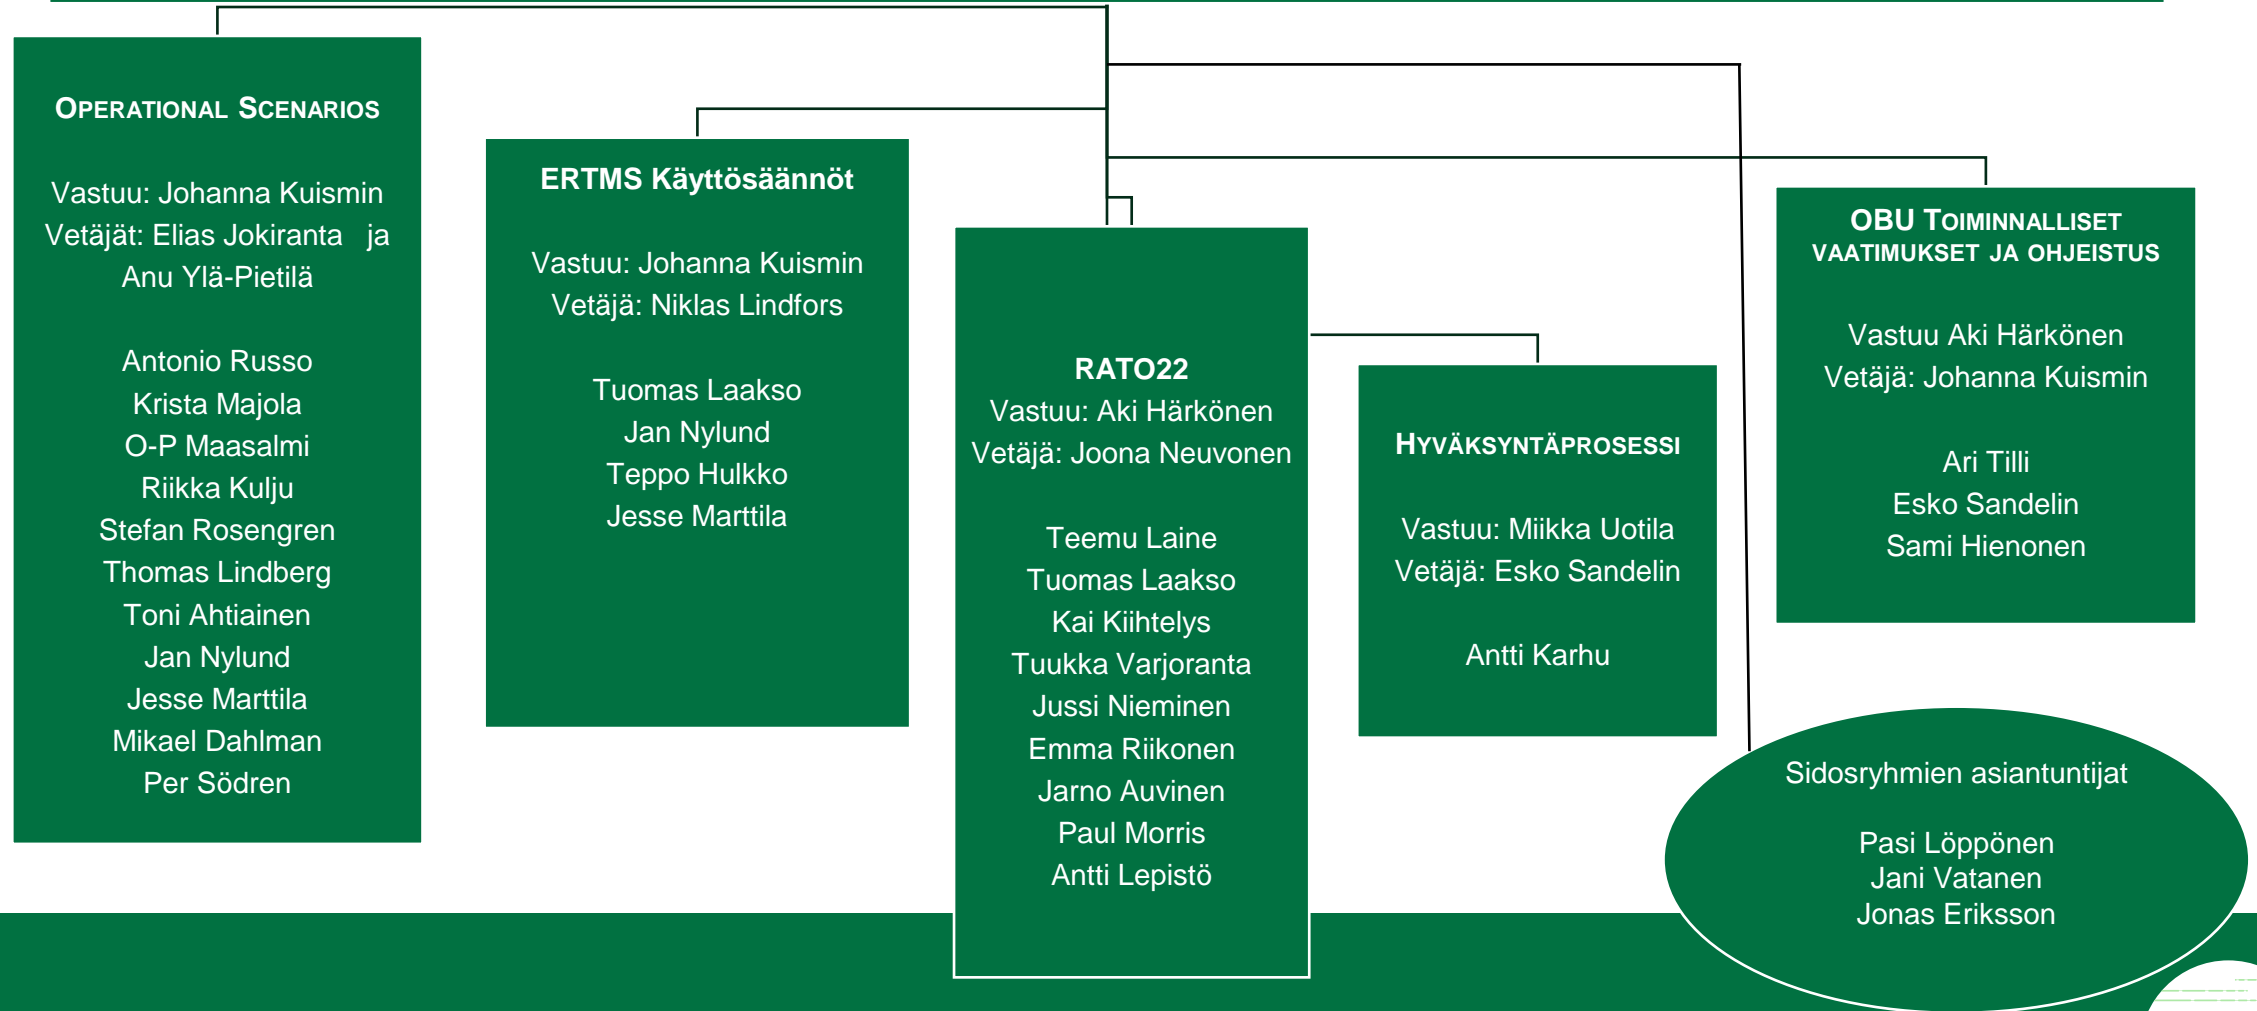 OPERATIONAL SCENARIOS
Vastuu: Johanna Kuismin
Vetäjät: Elias Jokiranta ja
Anu Ylä-Pietilä
Antonio Russo
Krista Majola
O-P Maasalmi
Riikka Kulju
Stefan Rosengren
Thomas Lindberg
Toni Ahtiainen
Jan Nylund
Jesse Marttila
Mikael Dahlman
Per Södren
ERTMS Käyttösäännöt
Vastuu: Johanna Kuismin
Vetäjä: Niklas Lindfors
Tuomas Laakso
Jan Nylund
Teppo Hulkko
Jesse Marttila
RATO22
Vastuu: Aki Härkönen
Vetäjä: Joona Neuvonen
Teemu Laine
Tuomas Laakso
Kai Kiihtelys
Tuukka Varjoranta
Jussi Nieminen
Emma Riikonen
Jarno Auvinen
Paul Morris
Antti Lepistö
HYVÄKSYNTÄPROSESSI
Vastuu: Miikka Uotila
Vetäjä: Esko Sandelin
Antti Karhu
OBU TOIMINNALLISET
VAATIMUKSET JA OHJEISTUS
Vastuu Aki Härkönen
Vetäjä: Johanna Kuismin
Ari Tilli
Esko Sandelin
Sami Hienonen
Sidosryhmien asiantuntijat
Pasi Löppönen
Jani Vatanen
Jonas Eriksson